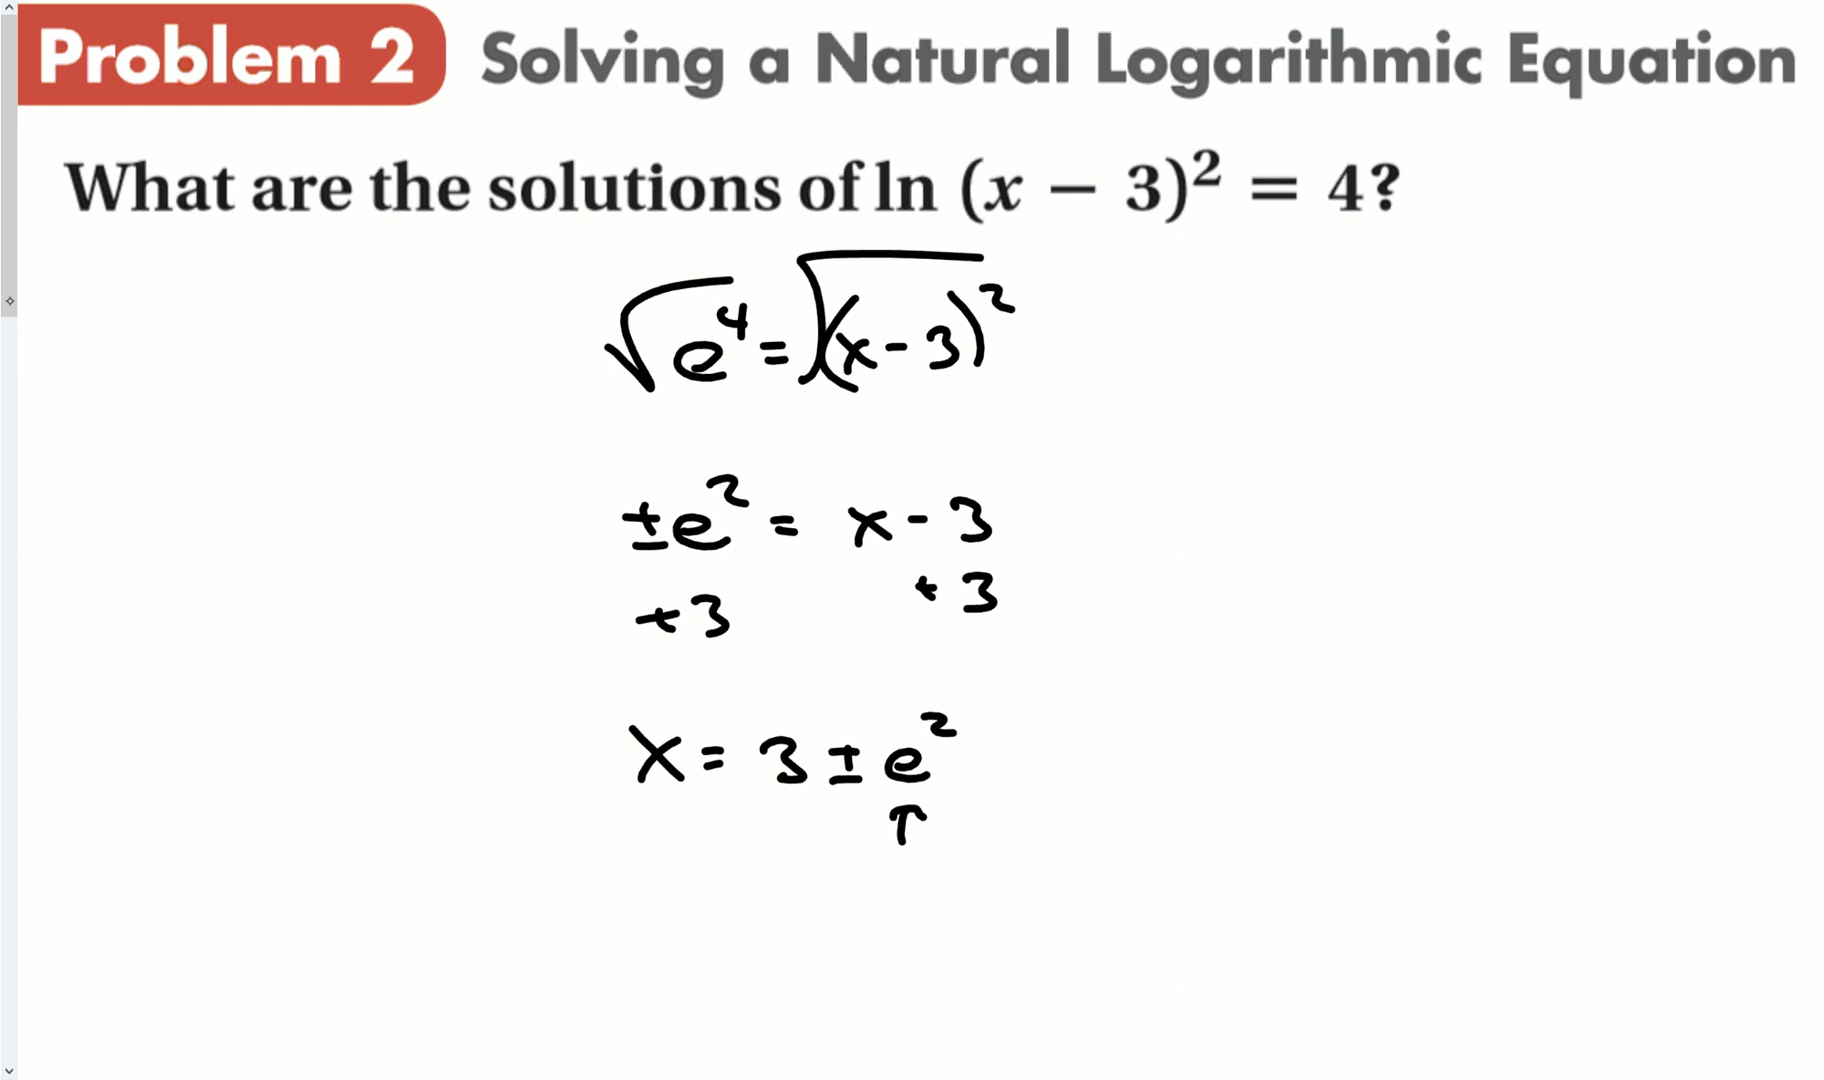 Problem 2 Solving a Natural Logarithmic Equation
What are the solutions of ln (x − 3)² = 4?
√e⁴ = √(x - 3)²
±e² = x - 3
+3 +3
x = 3 ± e²
↑